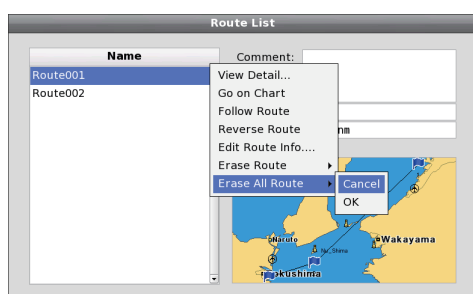 Route List
Name
Comment:
Route001
Route002
View Detail...
Go on Chart
Follow Route
Reverse Route
Edit Route Info....
Erase Route
Erase All Route
Cancel
OK
nm
Naruto
Nu_Shima
Wakayama
kushima